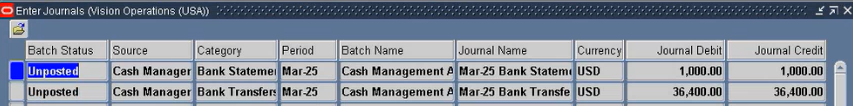 Enter Journals (Vision Operations (USA))
Batch Status Source Category Period Batch Name Journal Name Currency Journal Debit Journal Credit
Unposted Cash Manager Bank Statemer Mar-25 Cash Management A Mar-25 Bank Stateme USD 1,000.00 1,000.00
Unposted Cash Manager Bank Transfers Mar-25 Cash Management A Mar-25 Bank Transfe USD 36,400.00 36,400.00